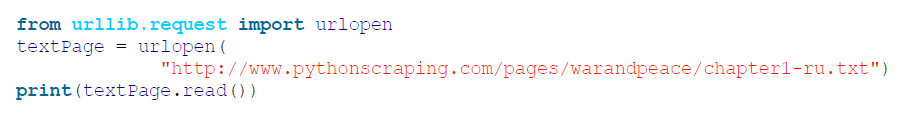 from urllib.request import urlopen
textPage = urlopen(
"http://www.pythonscraping.com/pages/warandpeace/chapter1-ru.txt")
print(textPage.read())